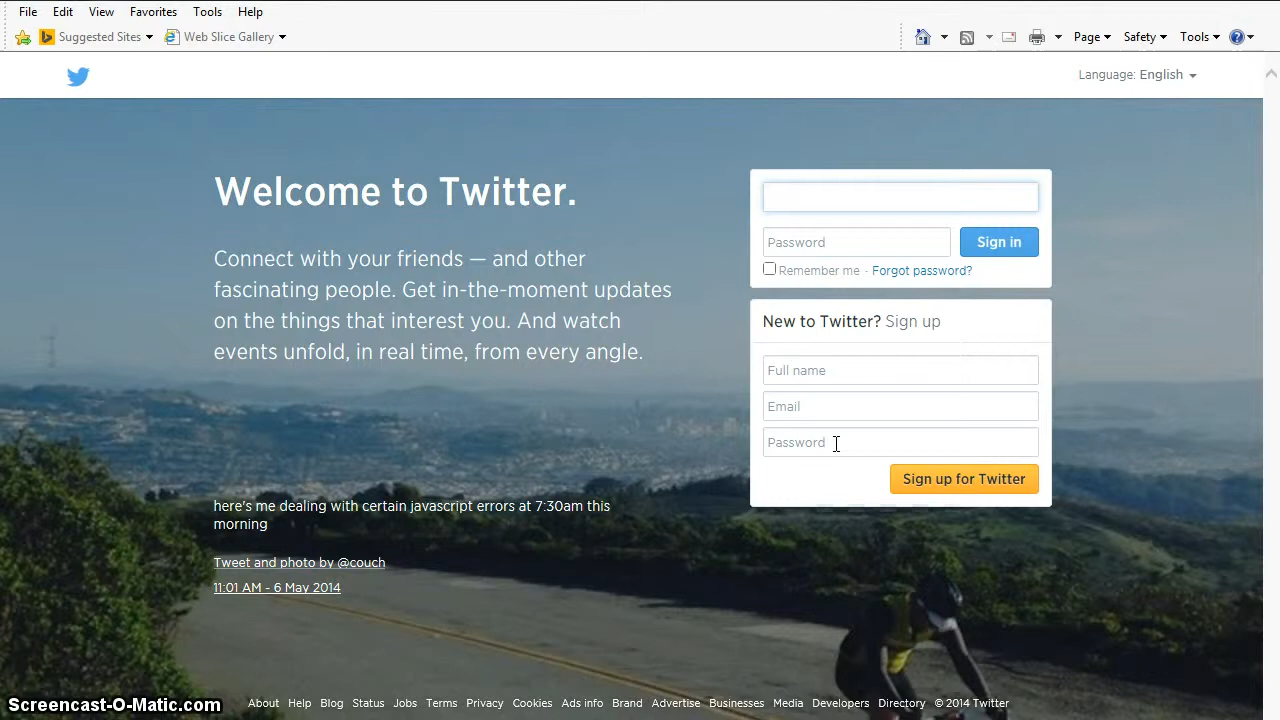 File Edit View Favorites Tools Help
Suggested Sites Web Slice Gallery Page Safety Tools
Language: English
Welcome to Twitter.
Connect with your friends — and other
fascinating people. Get in-the-moment updates
on the things that interest you. And watch
events unfold, in real time, from every angle.
Password Sign in
Remember me · Forgot password?
New to Twitter? Sign up
Full name
Email
Password
Sign up for Twitter
here's me dealing with certain javascript errors at 7:30am this
morning
Tweet and photo by @couch
11:01 AM - 6 May 2014
About Help Blog Status Jobs Terms Privacy Cookies Ads info Brand Advertise Businesses Media Developers Directory © 2014 Twitter
Screencast-O-Matic.com